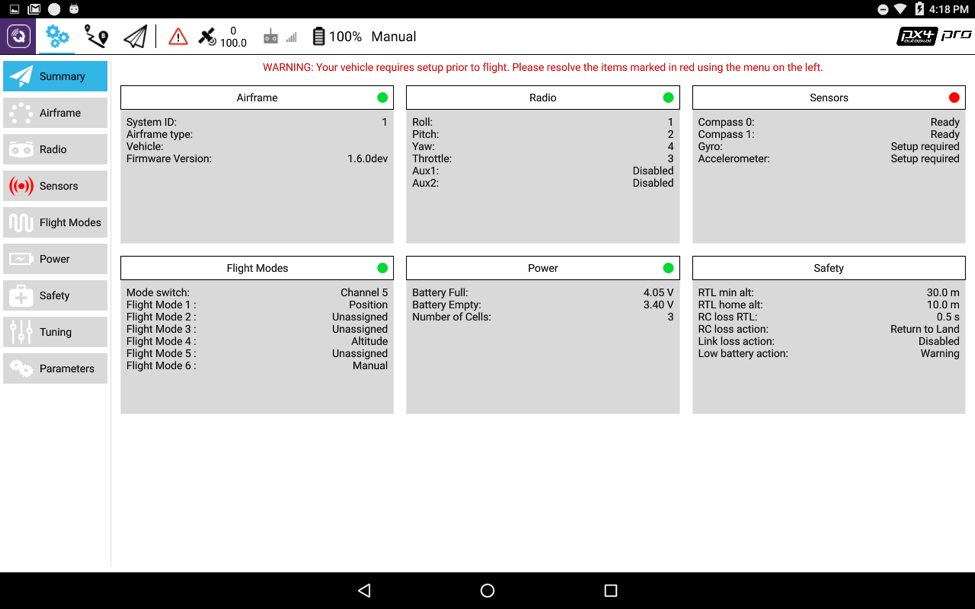 4:18 PM
0
100.0
100%
Manual
px4
pro
WARNING: Your vehicle requires setup prior to flight. Please resolve the items marked in red using the menu on the left.
Summary
Airframe
Radio
Sensors
Flight Modes
Power
Safety
Tuning
Parameters
Airframe
System ID: 1
Airframe type:
Vehicle:
Firmware Version: 1.6.0dev
Radio
Roll: 1
Pitch: 2
Yaw: 4
Throttle: 3
Aux1: Disabled
Aux2: Disabled
Sensors
Compass 0: Ready
Compass 1: Ready
Gyro: Setup required
Accelerometer: Setup required
Flight Modes
Mode switch: Channel 5
Flight Mode 1 : Position
Flight Mode 2 : Unassigned
Flight Mode 3 : Unassigned
Flight Mode 4 : Altitude
Flight Mode 5 : Unassigned
Flight Mode 6 : Manual
Power
Battery Full: 4.05 V
Battery Empty: 3.40 V
Number of Cells: 3
Safety
RTL min alt: 30.0 m
RTL home alt: 10.0 m
RC loss RTL: 0.5 s
RC loss action: Return to Land
Link loss action: Disabled
Low battery action: Warning